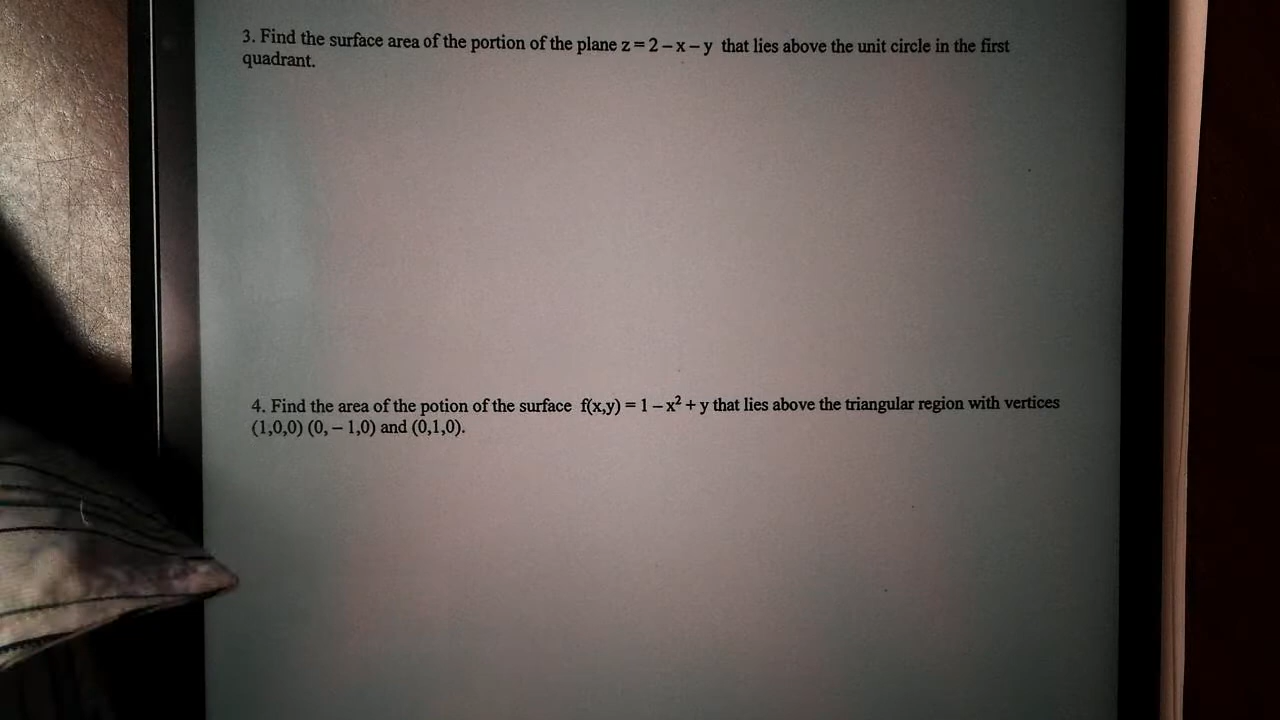 3. Find the surface area of the portion of the plane z = 2 – x – y that lies above the unit circle in the first
quadrant.
4. Find the area of the potion of the surface f(x,y) = 1 – x² + y that lies above the triangular region with vertices
(1,0,0) (0, – 1,0) and (0,1,0).